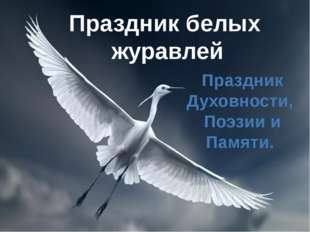 Праздник белых
журавлей
Праздник
Духовности,
Поэзии и
Памяти.